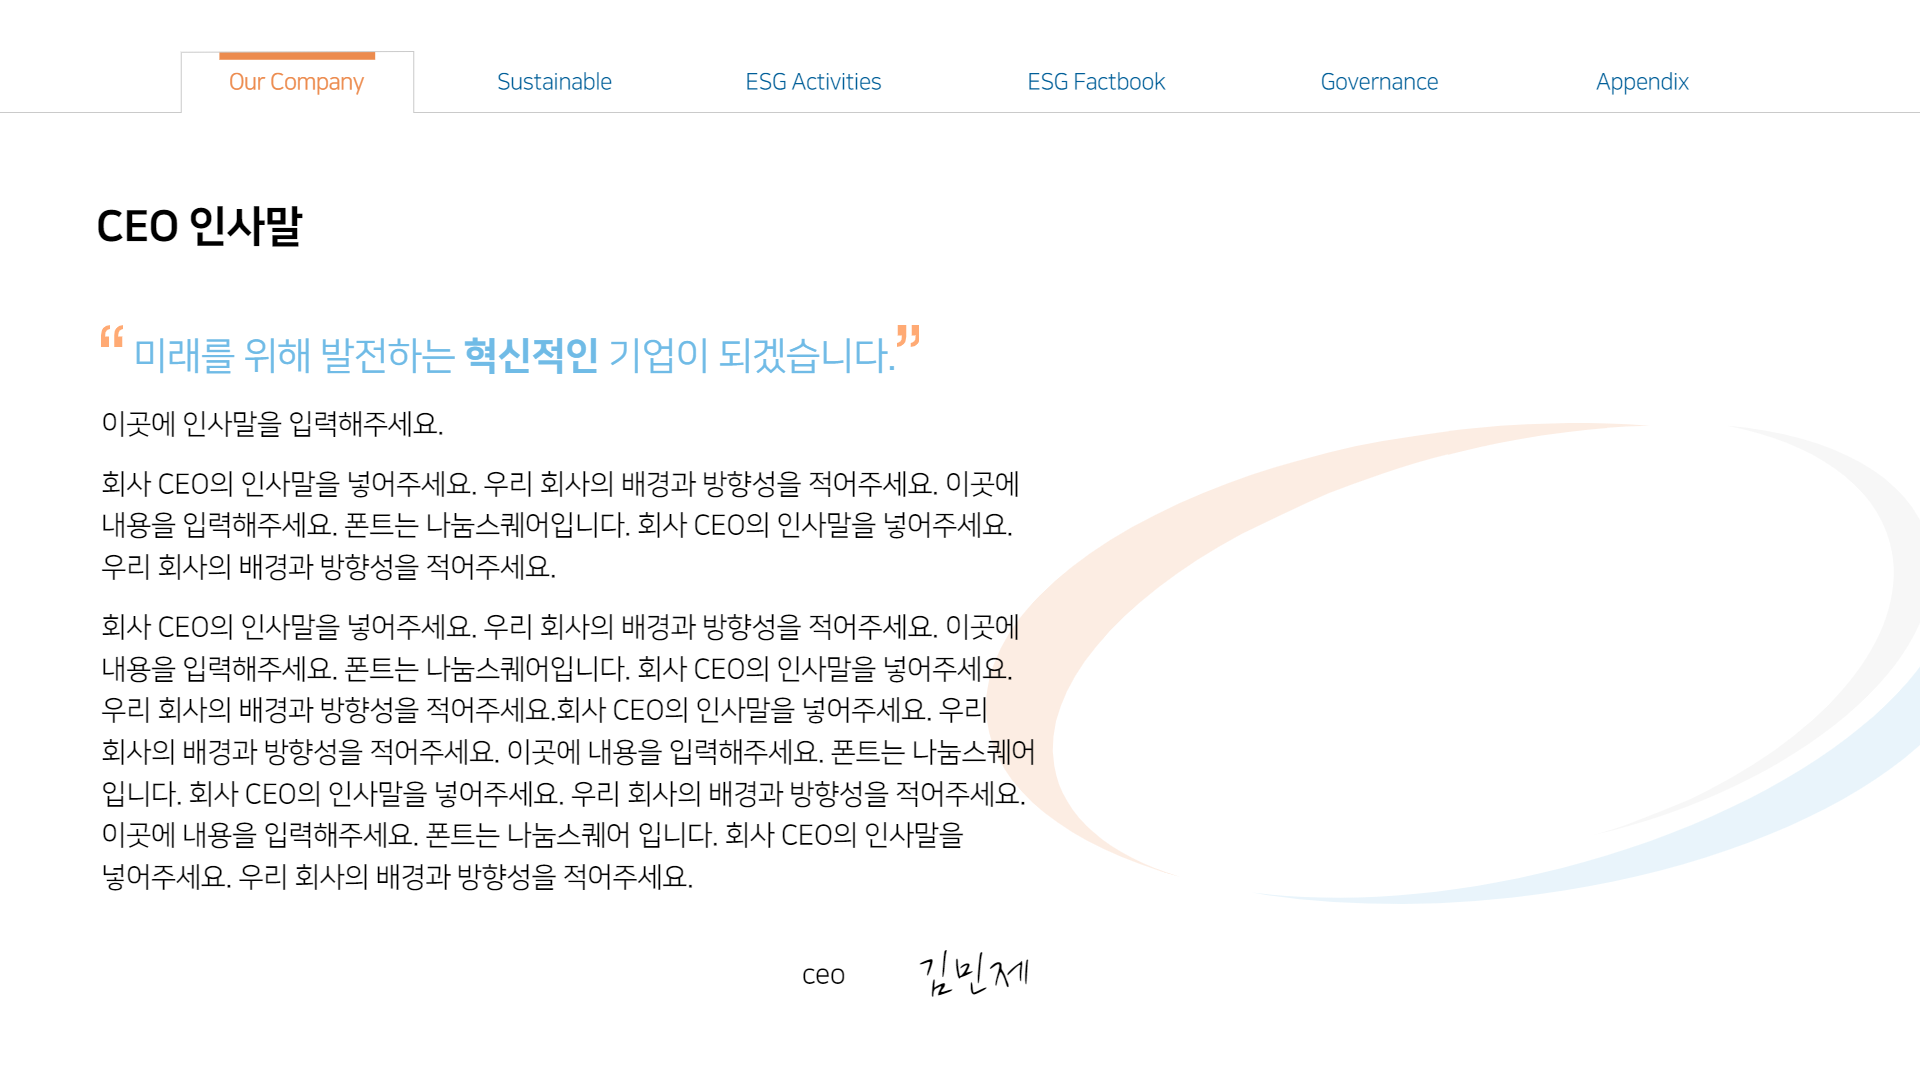 Our Company
Sustainable
ESG Activities
ESG Factbook
Governance
Appendix
CEO 인사말
“ 미래를 위해 발전하는 혁신적인 기업이 되겠습니다.”
이곳에 인사말을 입력해주세요.
회사 CEO의 인사말을 넣어주세요. 우리 회사의 배경과 방향성을 적어주세요. 이곳에
내용을 입력해주세요. 폰트는 나눔스퀘어입니다. 회사 CEO의 인사말을 넣어주세요.
우리 회사의 배경과 방향성을 적어주세요.
회사 CEO의 인사말을 넣어주세요. 우리 회사의 배경과 방향성을 적어주세요. 이곳에
내용을 입력해주세요. 폰트는 나눔스퀘어입니다. 회사 CEO의 인사말을 넣어주세요.
우리 회사의 배경과 방향성을 적어주세요.회사 CEO의 인사말을 넣어주세요. 우리
회사의 배경과 방향성을 적어주세요. 이곳에 내용을 입력해주세요. 폰트는 나눔스퀘어
입니다. 회사 CEO의 인사말을 넣어주세요. 우리 회사의 배경과 방향성을 적어주세요.
이곳에 내용을 입력해주세요. 폰트는 나눔스퀘어 입니다. 회사 CEO의 인사말을
넣어주세요. 우리 회사의 배경과 방향성을 적어주세요.
ceo 김민제